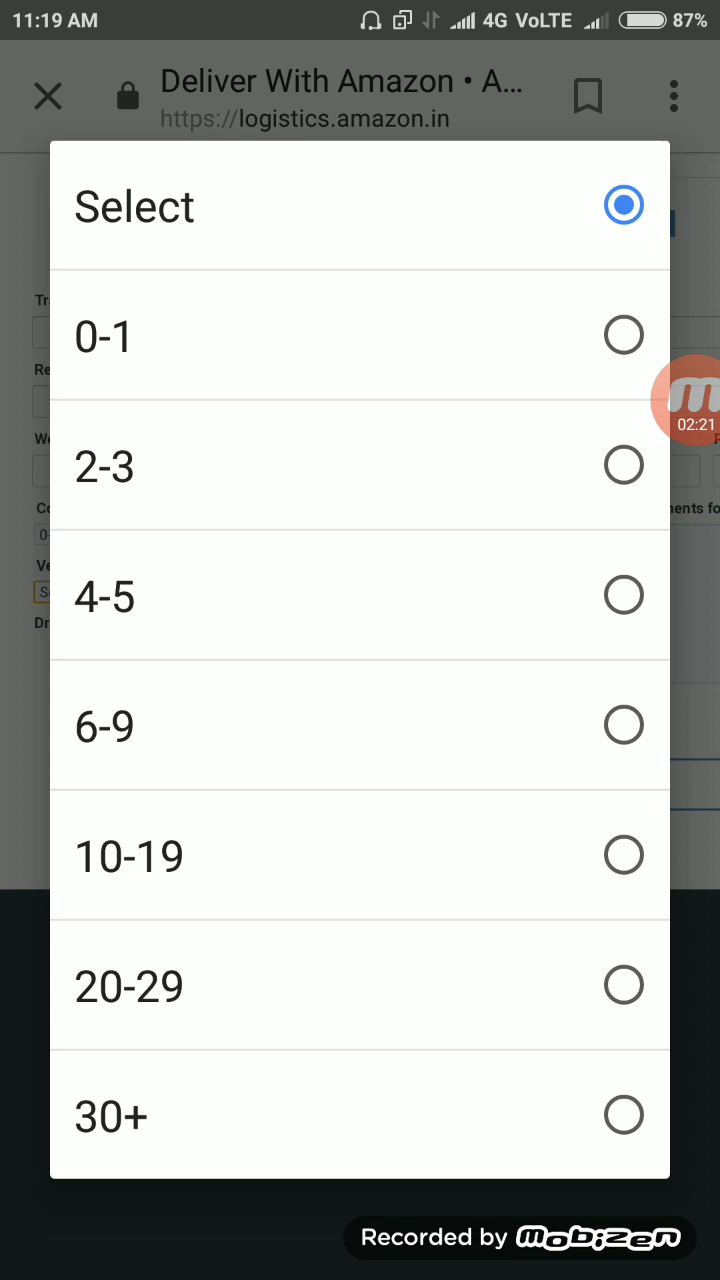 11:19 AM 4G VoLTE 87%
Deliver With Amazon • A...
https://logistics.amazon.in
Select
0-1
2-3
4-5
6-9
10-19
20-29
30+
02:21
Recorded by mobizen